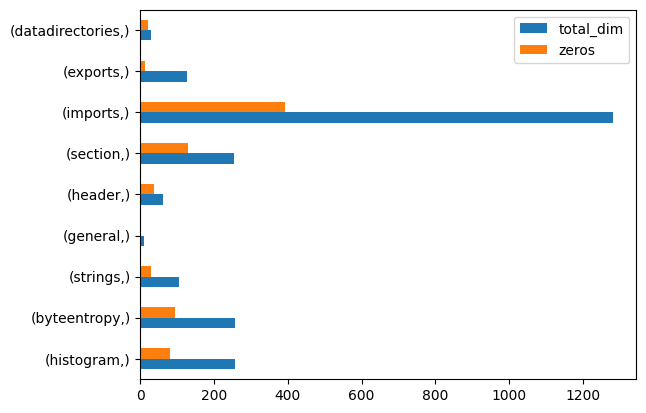 total_dim
zeros
(datadirectories,)
(exports,)
(imports,)
(section,)
(header,)
(general,)
(strings,)
(byteentropy,)
(histogram,)
0 200 400 600 800 1000 1200